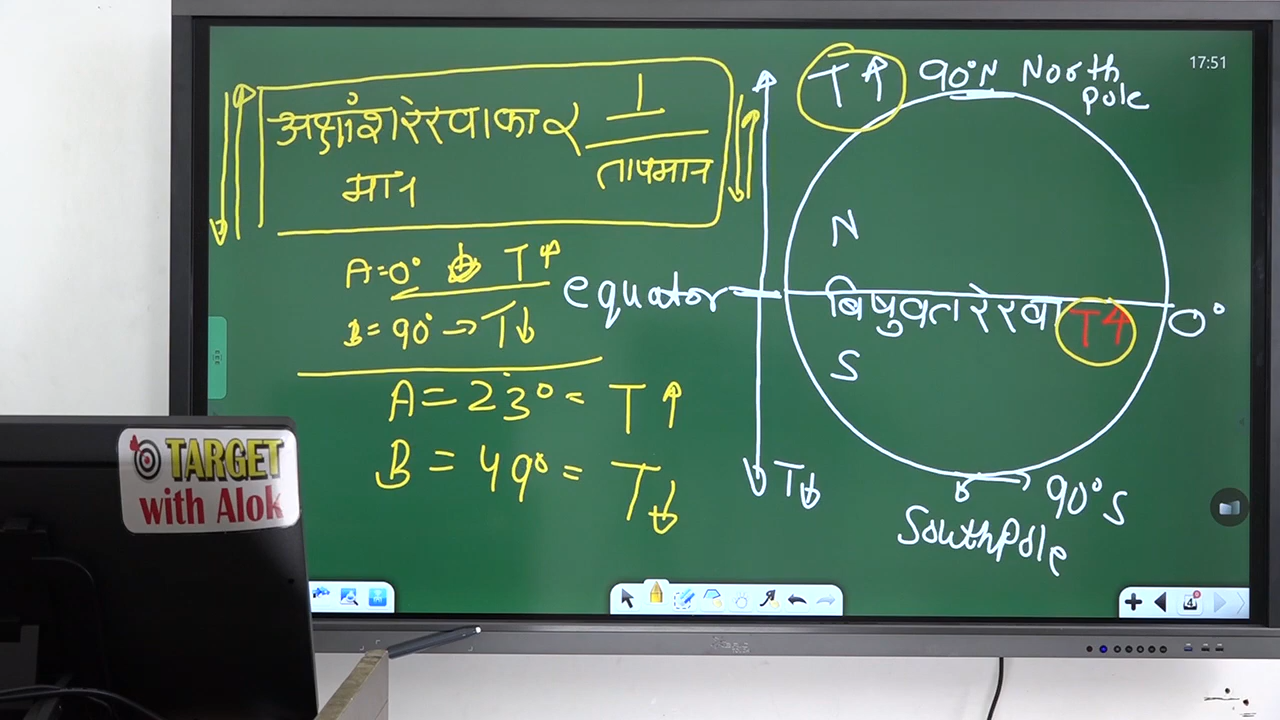 17:51
अक्षांश रेखा का ∝ 1/तापमान
मान
A=0° T↑
B=90° → T↓
A = 23° = T↑
B = 49° = T↓
T↑ 90°N North
pole
N
equator
बिषुवत रेखा T↑ 0°
S
T↓
90°S
South Pole
TARGET
with Alok